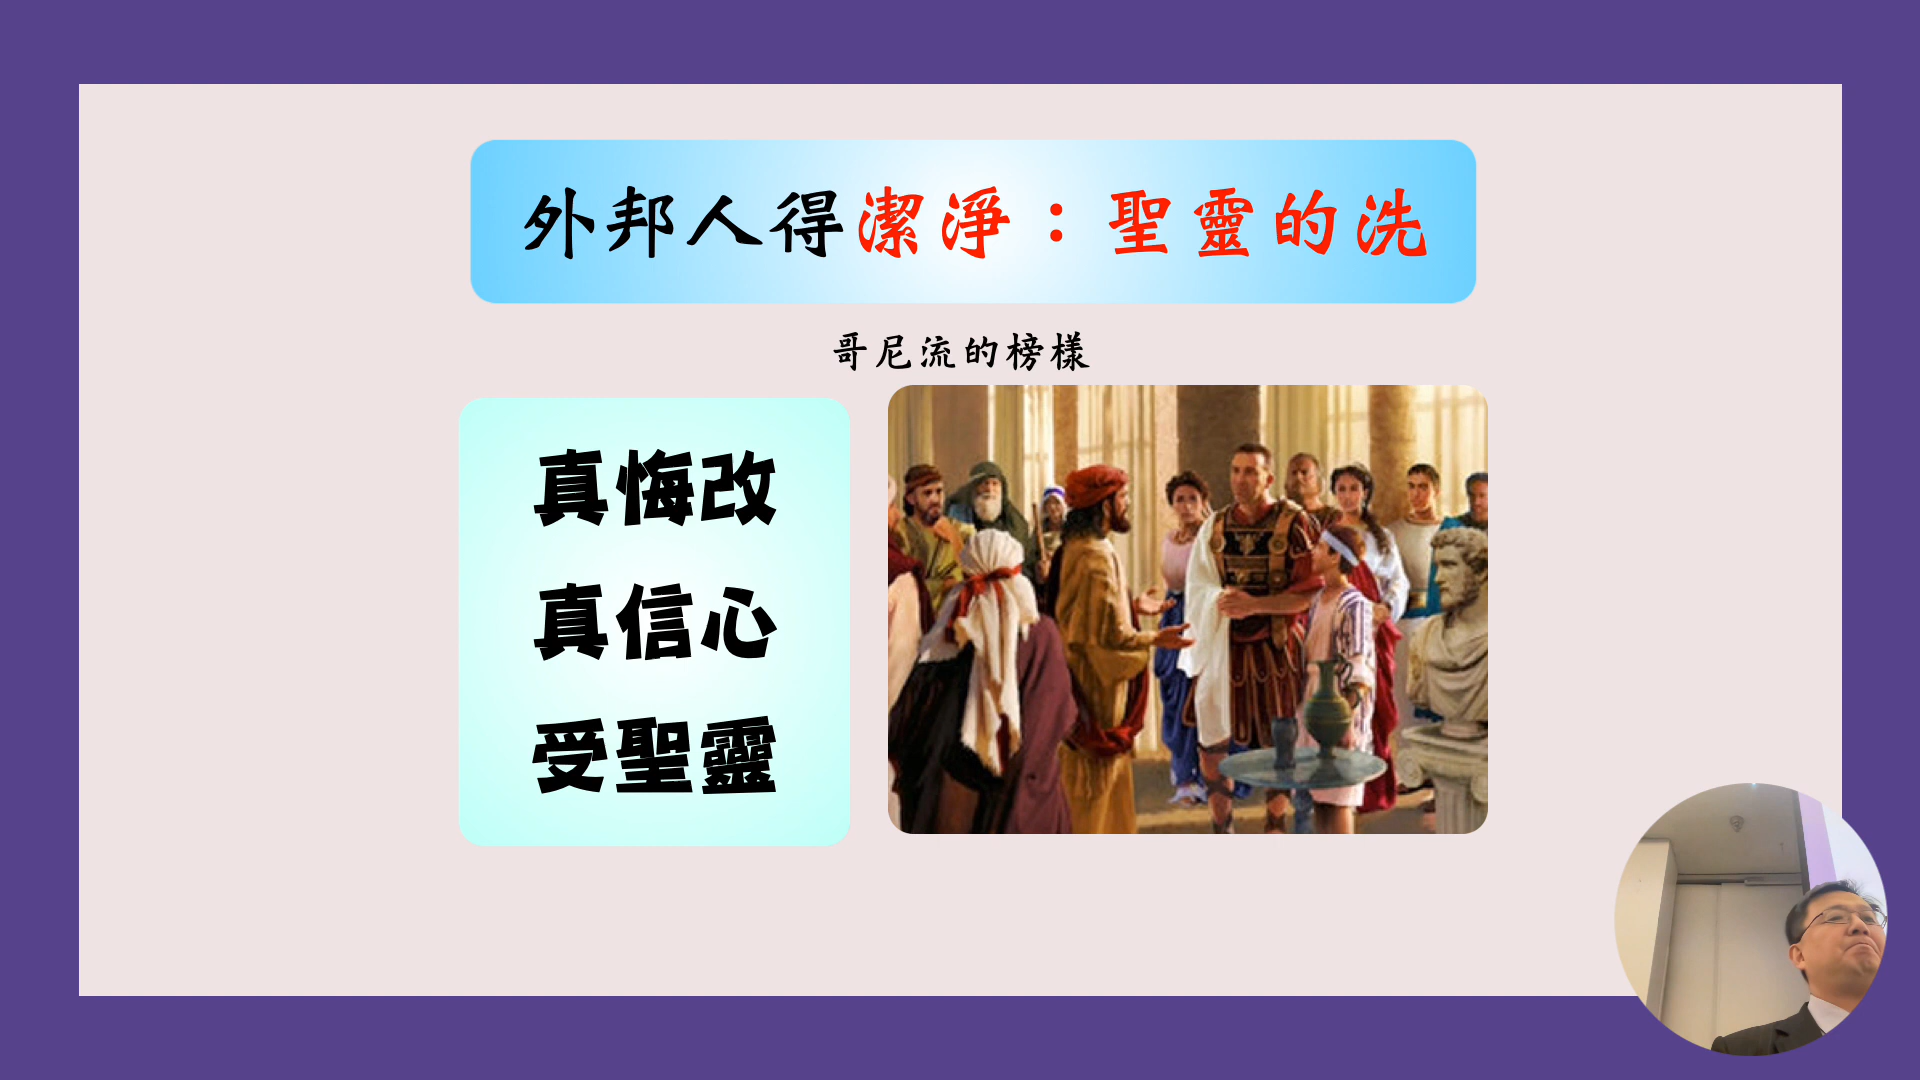 外邦人得潔淨：聖靈的洗
哥尼流的榜樣
真悔改
真信心
受聖靈